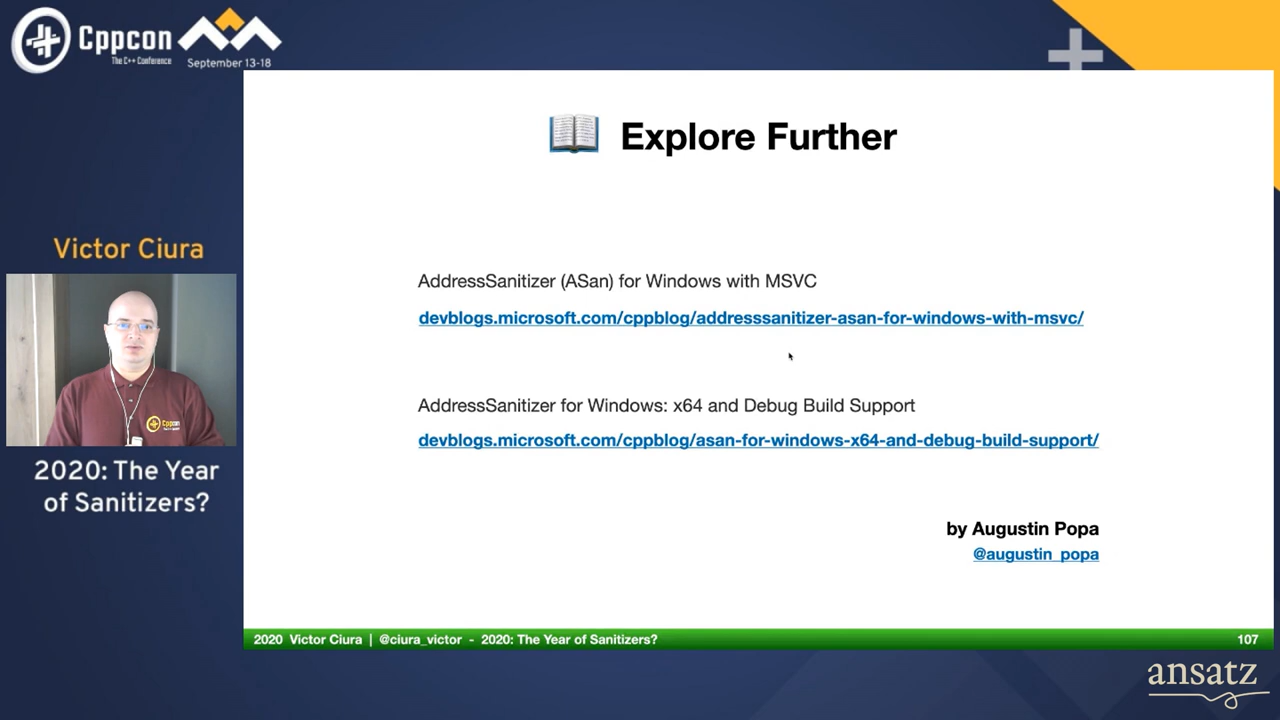 Cppcon
The C++ Conference
September 13-18
Explore Further
Victor Ciura
AddressSanitizer (ASan) for Windows with MSVC
devblogs.microsoft.com/cppblog/addresssanitizer-asan-for-windows-with-msvc/
AddressSanitizer for Windows: x64 and Debug Build Support
devblogs.microsoft.com/cppblog/asan-for-windows-x64-and-debug-build-support/
Cppcon
2020: The Year
of Sanitizers?
by Augustin Popa
@augustin_popa
2020 Victor Ciura | @ciura_victor - 2020: The Year of Sanitizers?
107
ansatz